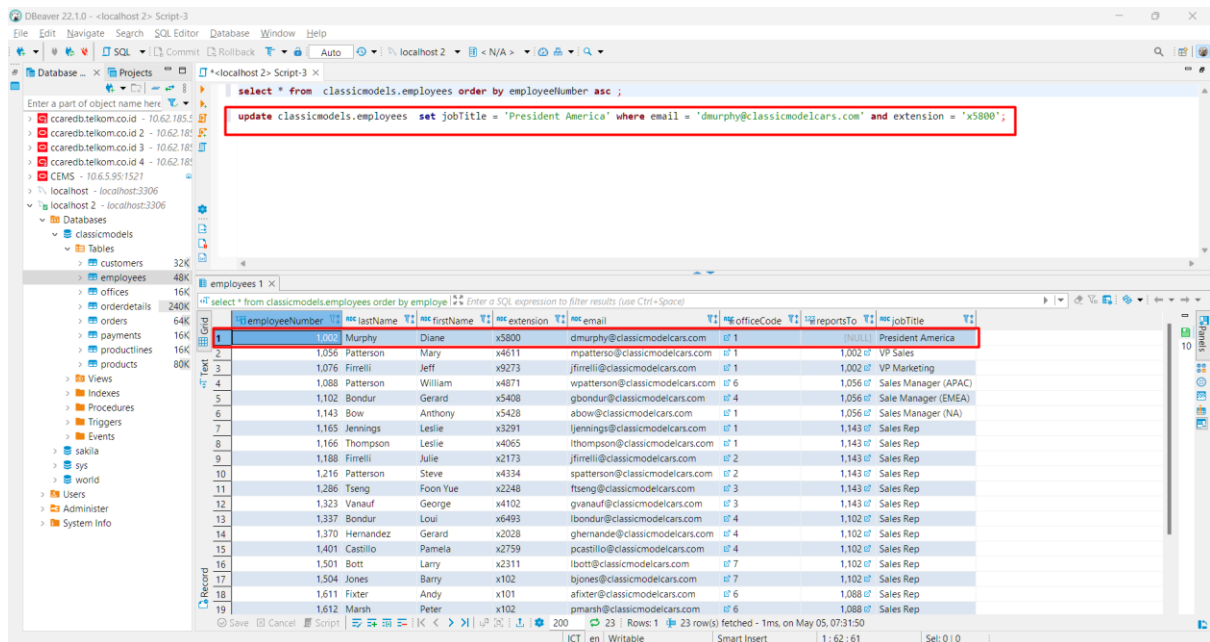 DBeaver 22.1.0 - <localhost 2> Script-3
File Edit Navigate Search SQL Editor Database Window Help
SQL Commit Rollback Auto localhost 2 < N/A >
Database ... Projects
*<localhost 2> Script-3
Enter a part of object name here
ccaredb.telkom.co.id - 10.62.185.5
ccaredb.telkom.co.id 2 - 10.62.185
ccaredb.telkom.co.id 3 - 10.62.185
ccaredb.telkom.co.id 4 - 10.62.185
CEMS - 10.6.5.95:1521
localhost - localhost:3306
localhost 2 - localhost:3306
Databases
classicmodels
Tables
customers 32K
employees 48K
offices 16K
orderdetails 240K
orders 64K
payments 16K
productlines 16K
products 80K
Views
Indexes
Procedures
Triggers
Events
sakila
sys
world
Users
Administer
System Info
select * from classicmodels.employees order by employeeNumber asc ;
update classicmodels.employees set jobTitle = 'President America' where email = 'dmurphy@classicmodelcars.com' and extension = 'x5800';
employees 1
select * from classicmodels.employees order by employe Enter a SQL expression to filter results (use Ctrl+Space)
Grid
Text
Record
Panels
employeeNumber lastName firstName extension email officeCode reportsTo jobTitle
1 1,002 Murphy Diane x5800 dmurphy@classicmodelcars.com 1 [NULL] President America
2 1,056 Patterson Mary x4611 mpatterso@classicmodelcars.com 1 1,002 VP Sales
3 1,076 Firrelli Jeff x9273 jfirrelli@classicmodelcars.com 1 1,002 VP Marketing
4 1,088 Patterson William x4871 wpatterson@classicmodelcars.com 6 1,056 Sales Manager (APAC)
5 1,102 Bondur Gerard x5408 gbondur@classicmodelcars.com 4 1,056 Sale Manager (EMEA)
6 1,143 Bow Anthony x5428 abow@classicmodelcars.com 1 1,056 Sales Manager (NA)
7 1,165 Jennings Leslie x3291 ljennings@classicmodelcars.com 1 1,143 Sales Rep
8 1,166 Thompson Leslie x4065 lthompson@classicmodelcars.com 1 1,143 Sales Rep
9 1,188 Firrelli Julie x2173 jfirrelli@classicmodelcars.com 2 1,143 Sales Rep
10 1,216 Patterson Steve x4334 spatterson@classicmodelcars.com 2 1,143 Sales Rep
11 1,286 Tseng Foon Yue x2248 ftseng@classicmodelcars.com 3 1,143 Sales Rep
12 1,323 Vanauf George x4102 gvanauf@classicmodelcars.com 3 1,143 Sales Rep
13 1,337 Bondur Loui x6493 lbondur@classicmodelcars.com 4 1,102 Sales Rep
14 1,370 Hernandez Gerard x2028 ghernande@classicmodelcars.com 4 1,102 Sales Rep
15 1,401 Castillo Pamela x2759 pcastillo@classicmodelcars.com 4 1,102 Sales Rep
16 1,501 Bott Larry x2311 lbott@classicmodelcars.com 7 1,102 Sales Rep
17 1,504 Jones Barry x102 bjones@classicmodelcars.com 7 1,102 Sales Rep
18 1,611 Fixter Andy x101 afixter@classicmodelcars.com 6 1,088 Sales Rep
19 1,612 Marsh Peter x102 pmarsh@classicmodelcars.com 6 1,088 Sales Rep
10
Save Cancel Script 200 23 Rows: 1 23 row(s) fetched - 1ms, on May 05, 07:31:50
ICT en Writable Smart Insert 1 : 62 : 61 Sel: 0 | 0